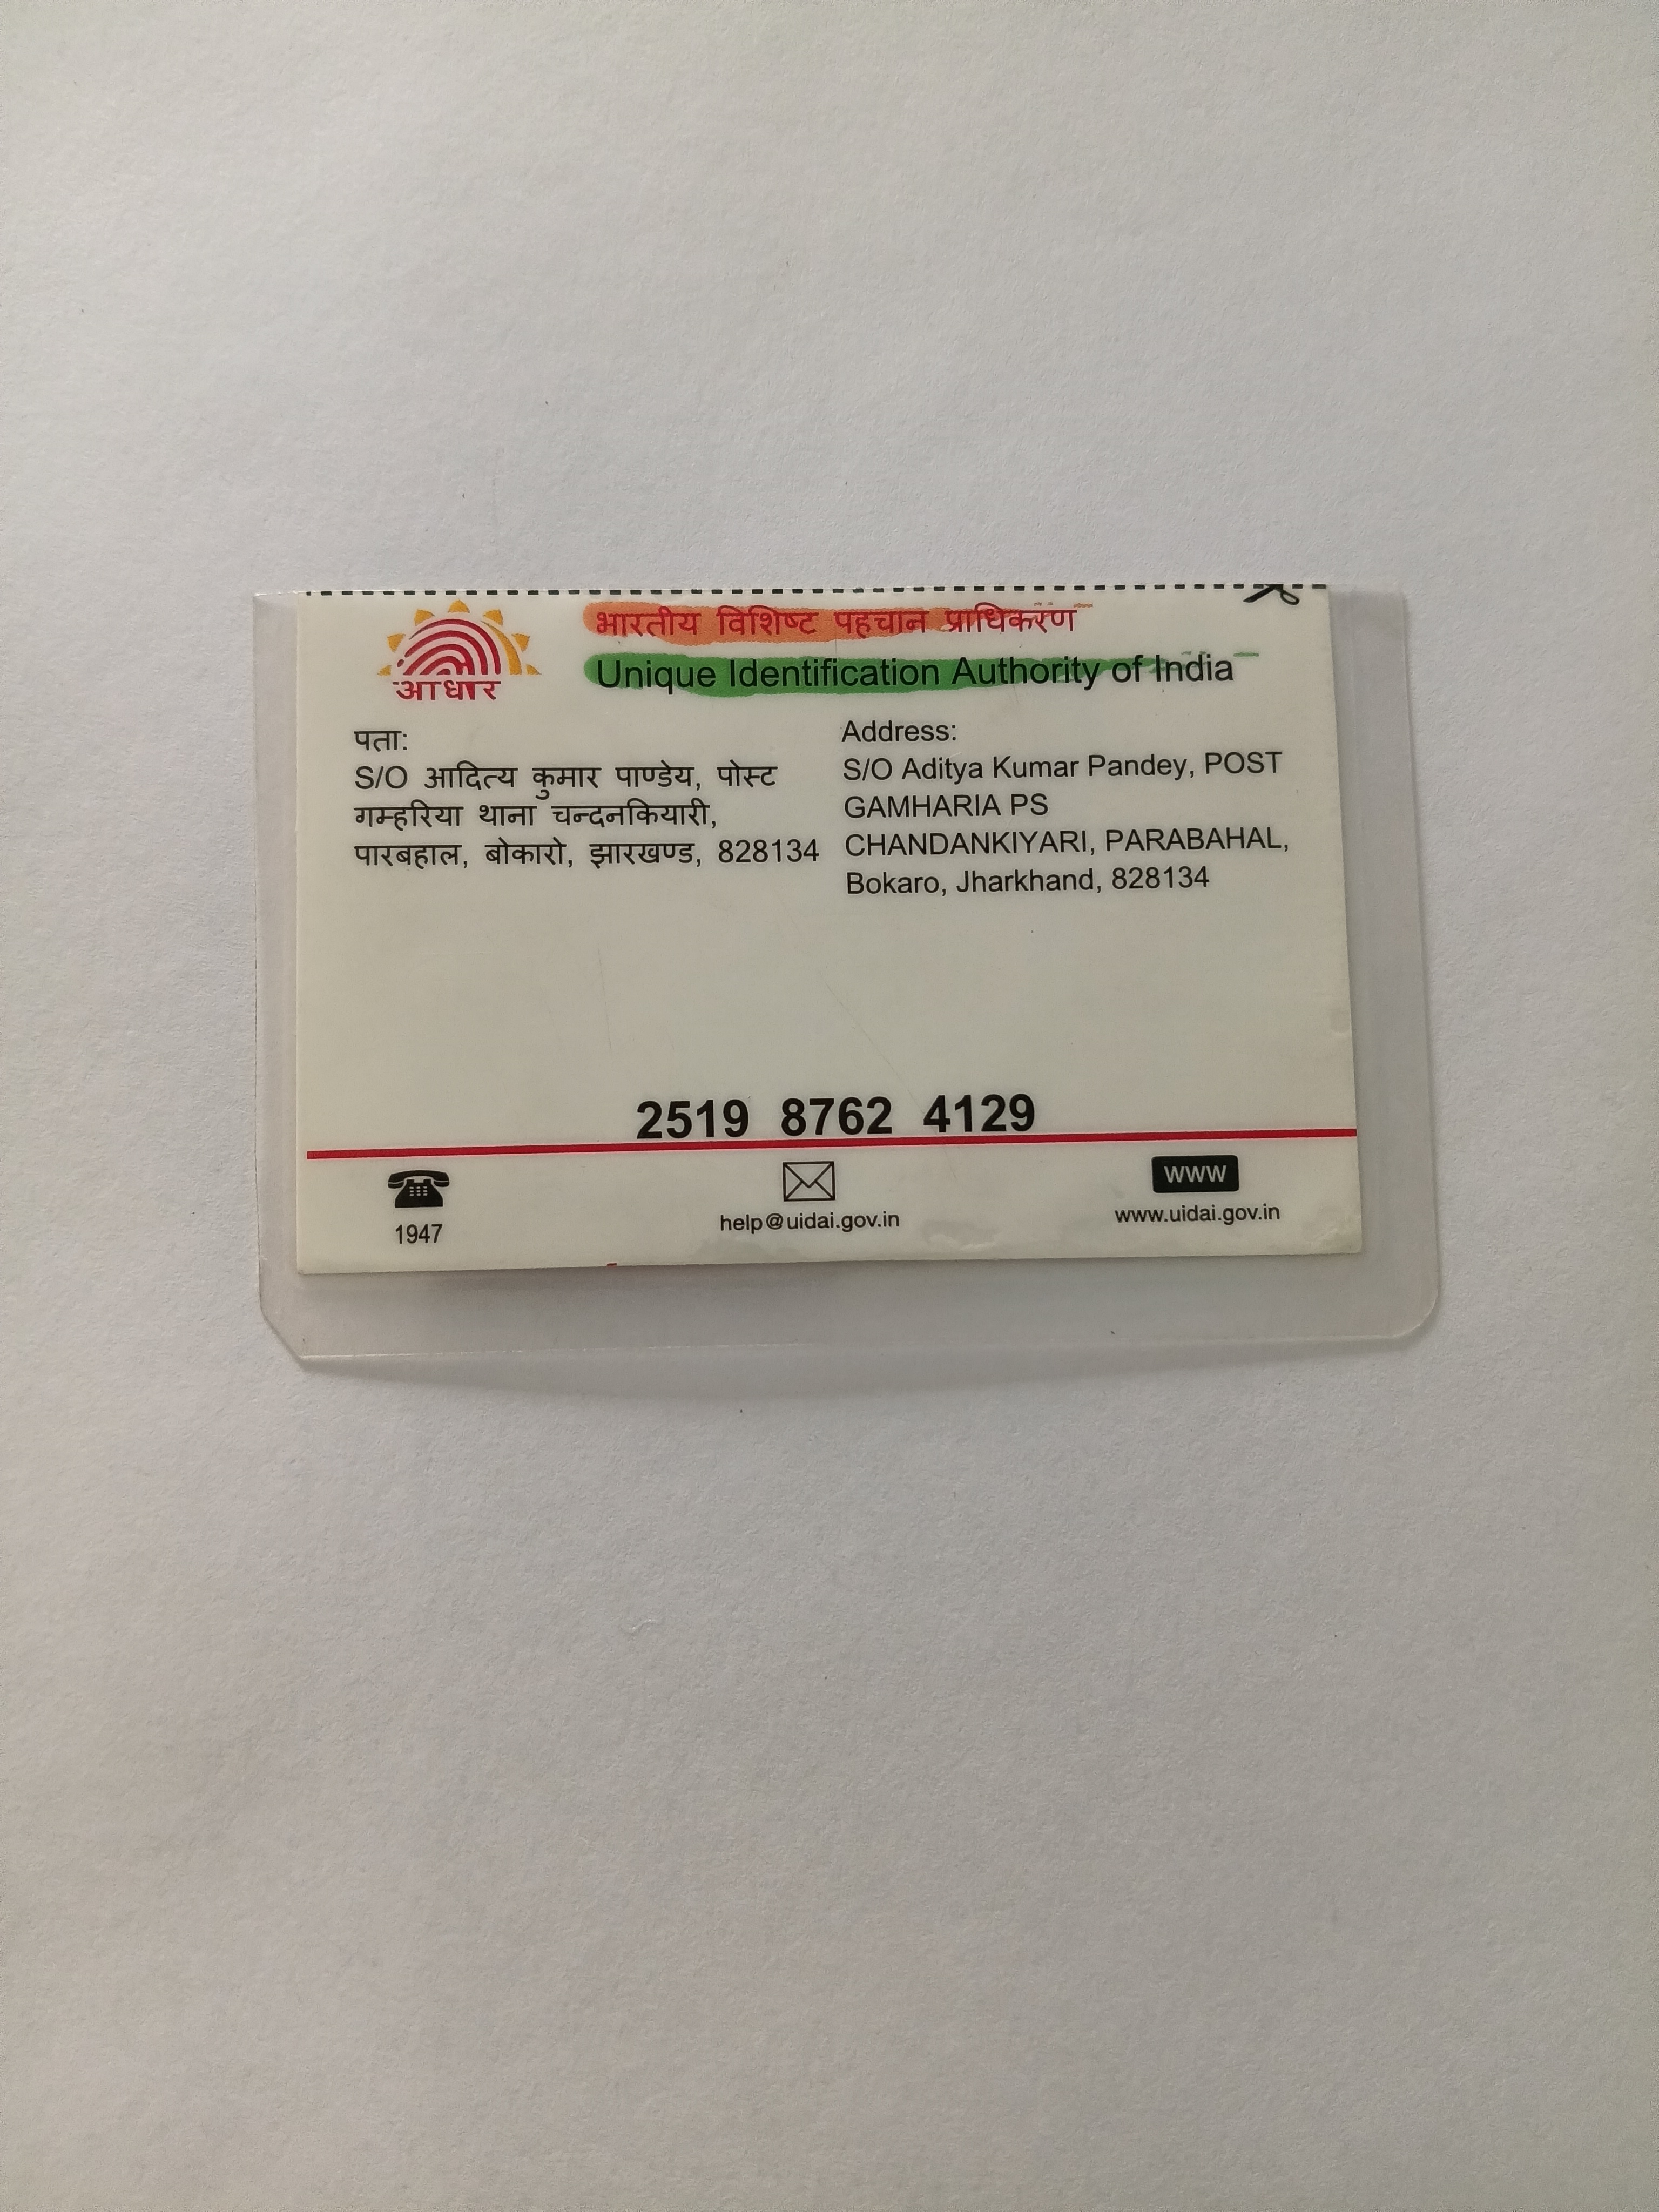 आधार
भारतीय विशिष्ट पहचान प्राधिकरण
Unique Identification Authority of India
पता:
S/O आदित्य कुमार पाण्डेय, पोस्ट
गम्हरिया थाना चन्दनकियारी,
पारबहाल, बोकारो, झारखण्ड, 828134
Address:
S/O Aditya Kumar Pandey, POST
GAMHARIA PS
CHANDANKIYARI, PARABAHAL,
Bokaro, Jharkhand, 828134
2519 8762 4129
1947
help@uidai.gov.in
www
www.uidai.gov.in